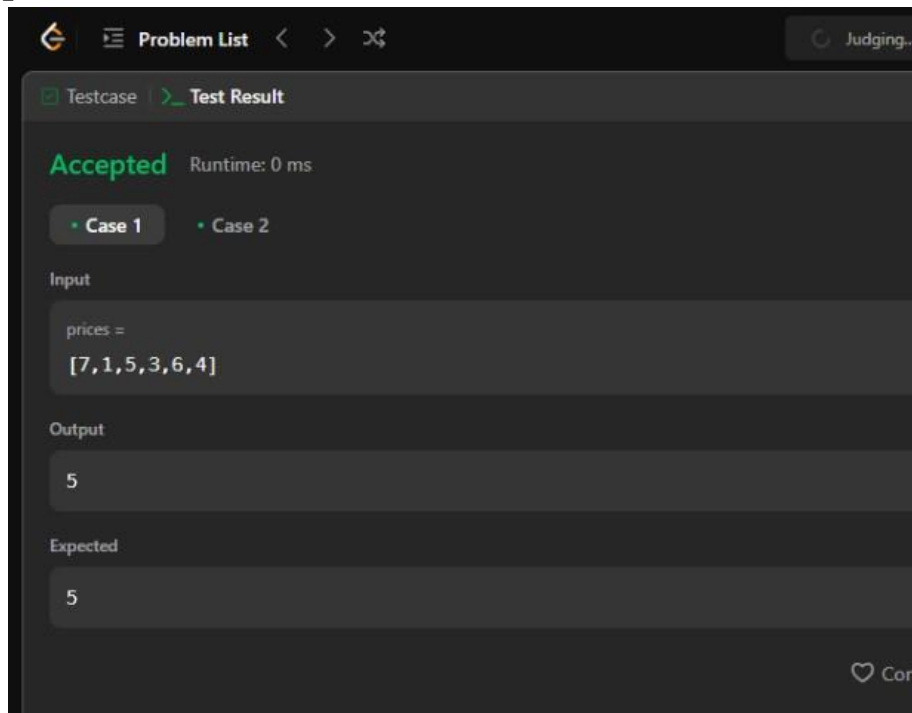 Problem List
Judging...
Testcase
Test Result
Accepted Runtime: 0 ms
Case 1 Case 2
Input
prices =
[7,1,5,3,6,4]
Output
5
Expected
5